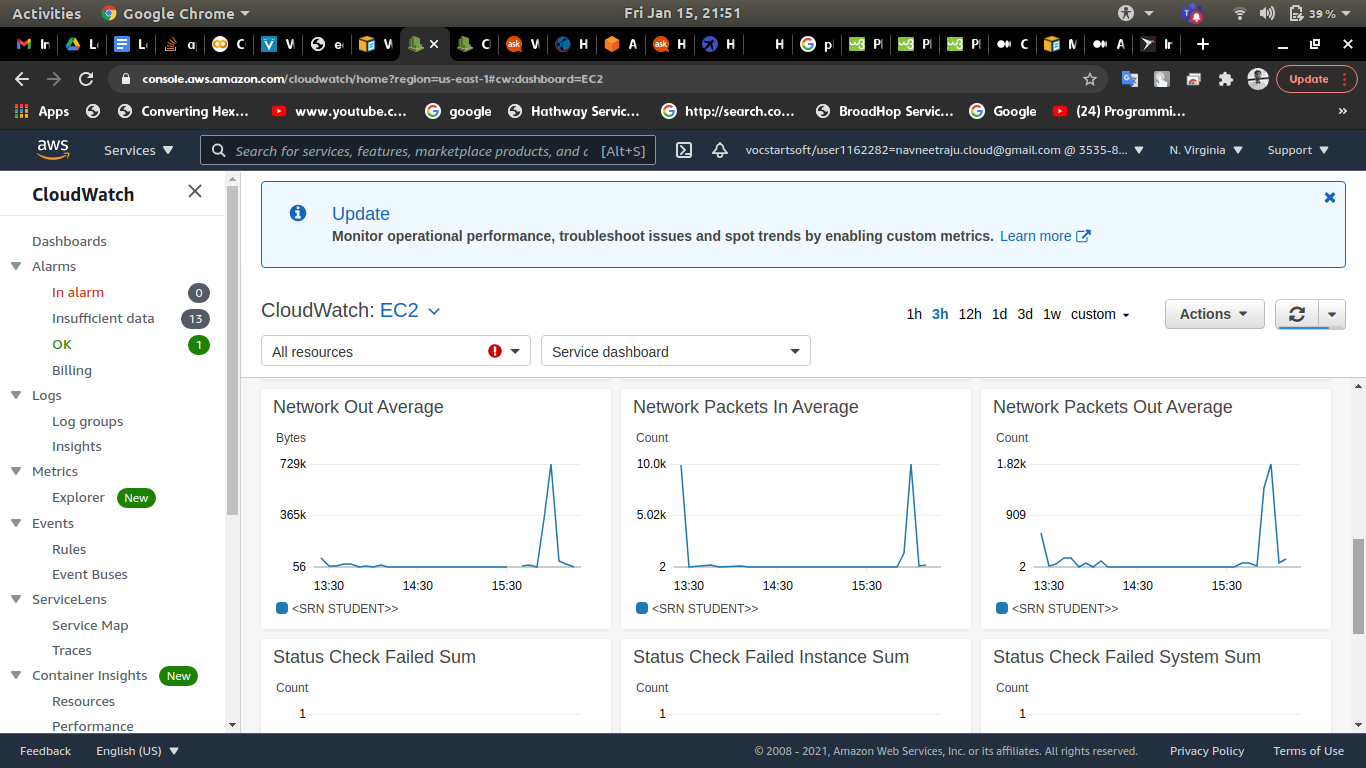 Activities
Google Chrome
Fri Jan 15, 21:51
39 %
console.aws.amazon.com/cloudwatch/home?region=us-east-1#cw:dashboard=EC2
Update
Apps
Converting Hex...
www.youtube.c...
google
Hathway Servic...
http://search.co...
BroadHop Servic...
Google
(24) Programmi...
»
aws
Services
Search for services, features, marketplace products, and d
[Alt+S]
vocstartsoft/user1162282=navneetraju.cloud@gmail.com @ 3535-8...
N. Virginia
Support
CloudWatch
Dashboards
Alarms
In alarm 0
Insufficient data 13
OK 1
Billing
Logs
Log groups
Insights
Metrics
Explorer New
Events
Rules
Event Buses
ServiceLens
Service Map
Traces
Container Insights New
Resources
Performance
Update
Monitor operational performance, troubleshoot issues and spot trends by enabling custom metrics. Learn more
CloudWatch: EC2
1h 3h 12h 1d 3d 1w custom
Actions
All resources
Service dashboard
Network Out Average
Bytes
729k
365k
56
13:30 14:30 15:30
<SRN STUDENT>>
Network Packets In Average
Count
10.0k
5.02k
2
13:30 14:30 15:30
<SRN STUDENT>>
Network Packets Out Average
Count
1.82k
909
2
13:30 14:30 15:30
<SRN STUDENT>>
Status Check Failed Sum
Count
1
Status Check Failed Instance Sum
Count
1
Status Check Failed System Sum
Count
1
Feedback
English (US)
© 2008 - 2021, Amazon Web Services, Inc. or its affiliates. All rights reserved.
Privacy Policy
Terms of Use